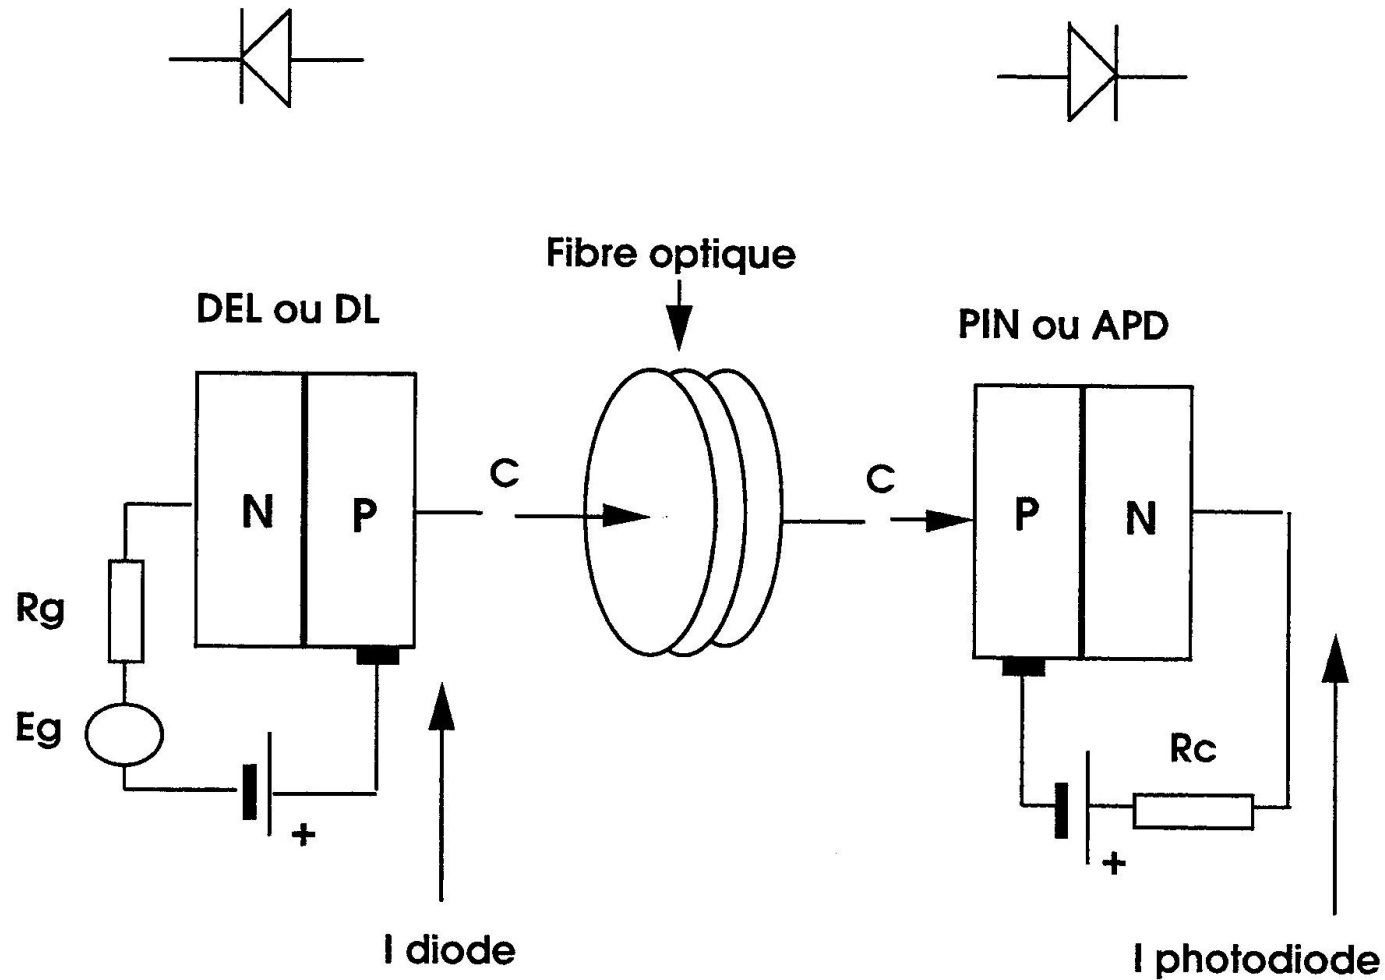 Fibre optique
DEL ou DL
PIN ou APD
C
C
N
P
P
N
Rg
Eg
Rc
+
+
I diode
I photodiode